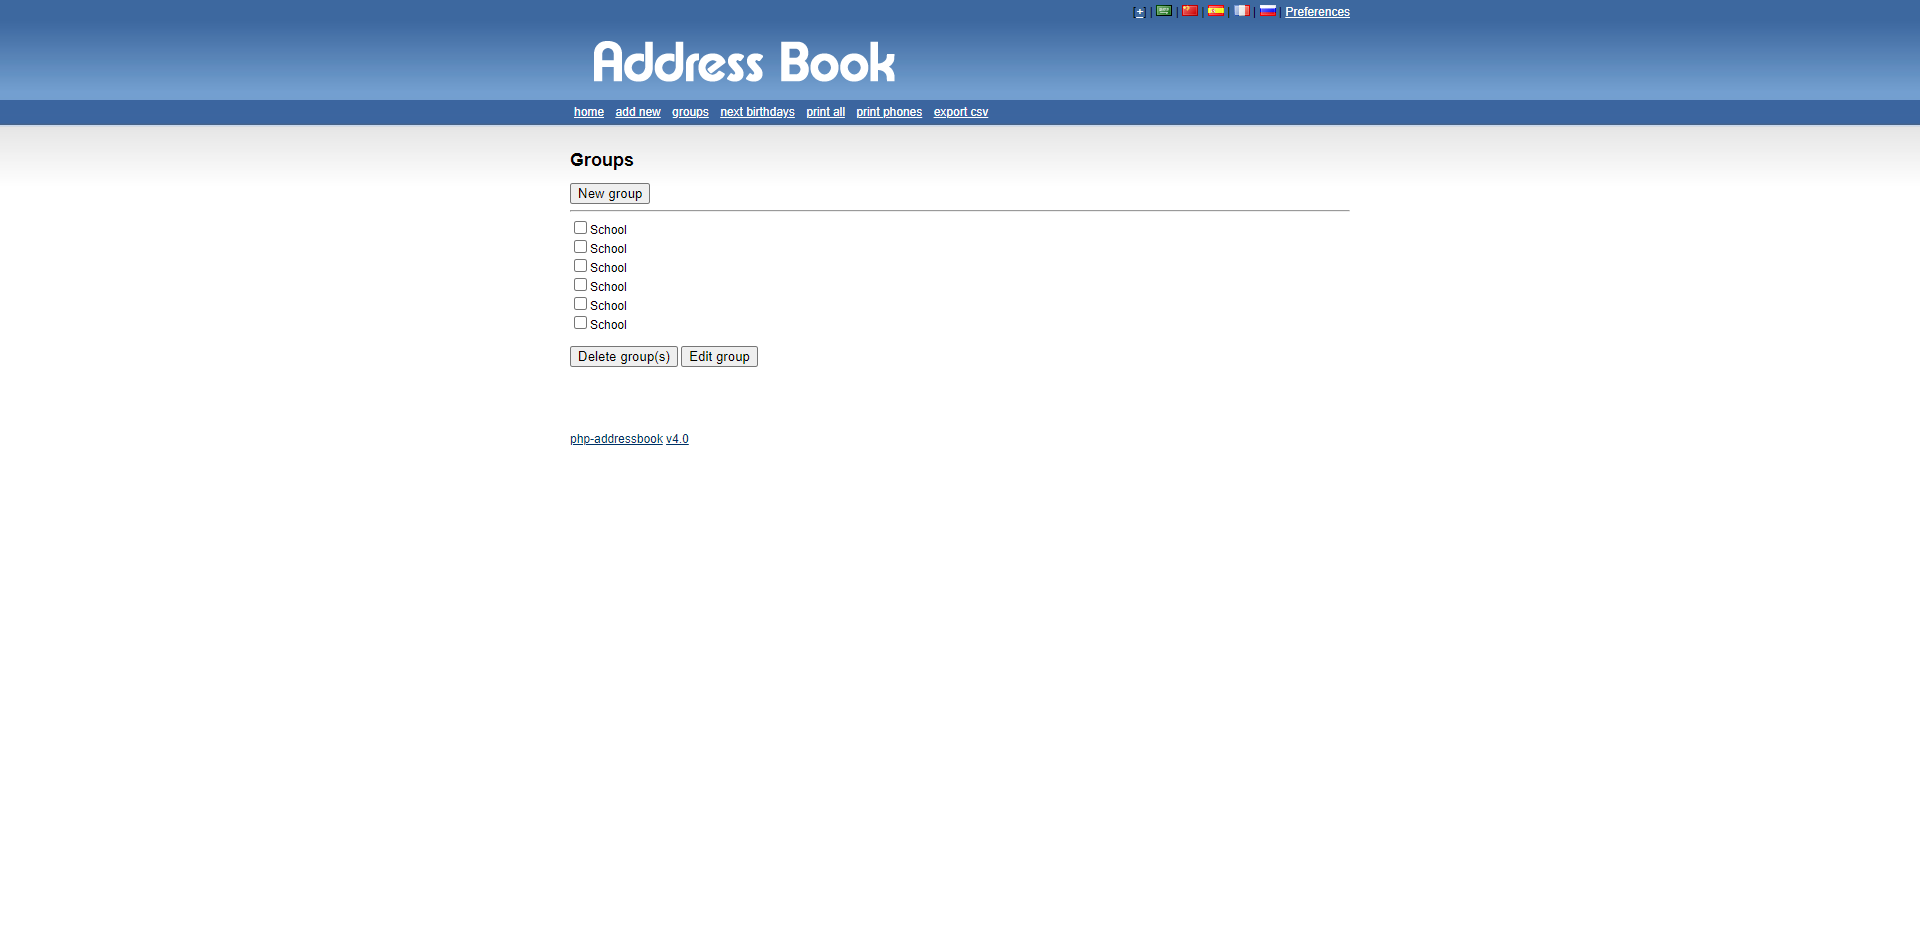 [+] | | | | | | Preferences
Address Book
home add new groups next birthdays print all print phones export csv
Groups
New group
School
School
School
School
School
School
Delete group(s) Edit group
php-addressbook v4.0